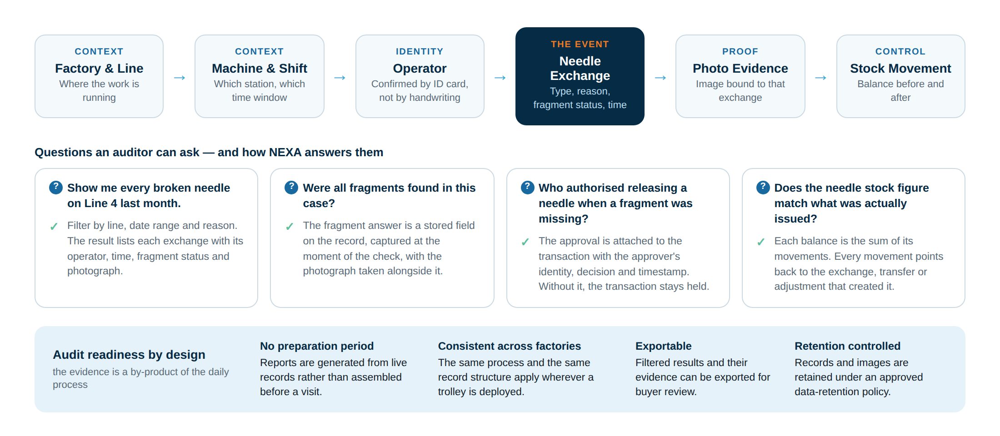 CONTEXT
Factory & Line
Where the work is
running
→
CONTEXT
Machine & Shift
Which station, which
time window
→
IDENTITY
Operator
Confirmed by ID card,
not by handwriting
→
THE EVENT
Needle
Exchange
Type, reason,
fragment status, time
→
PROOF
Photo Evidence
Image bound to that
exchange
→
CONTROL
Stock Movement
Balance before and
after
Questions an auditor can ask — and how NEXA answers them
? Show me every broken needle
on Line 4 last month.
✓ Filter by line, date range and reason.
The result lists each exchange with its
operator, time, fragment status and
photograph.
? Were all fragments found in this
case?
✓ The fragment answer is a stored field
on the record, captured at the
moment of the check, with the
photograph taken alongside it.
? Who authorised releasing a
needle when a fragment was
missing?
✓ The approval is attached to the
transaction with the approver's
identity, decision and timestamp.
Without it, the transaction stays held.
? Does the needle stock figure
match what was actually
issued?
✓ Each balance is the sum of its
movements. Every movement points
back to the exchange, transfer or
adjustment that created it.
Audit readiness by design
the evidence is a by-product of the daily
process
No preparation period
Reports are generated from live
records rather than assembled
before a visit.
Consistent across factories
The same process and the same
record structure apply wherever a
trolley is deployed.
Exportable
Filtered results and their
evidence can be exported for
buyer review.
Retention controlled
Records and images are
retained under an approved
data-retention policy.